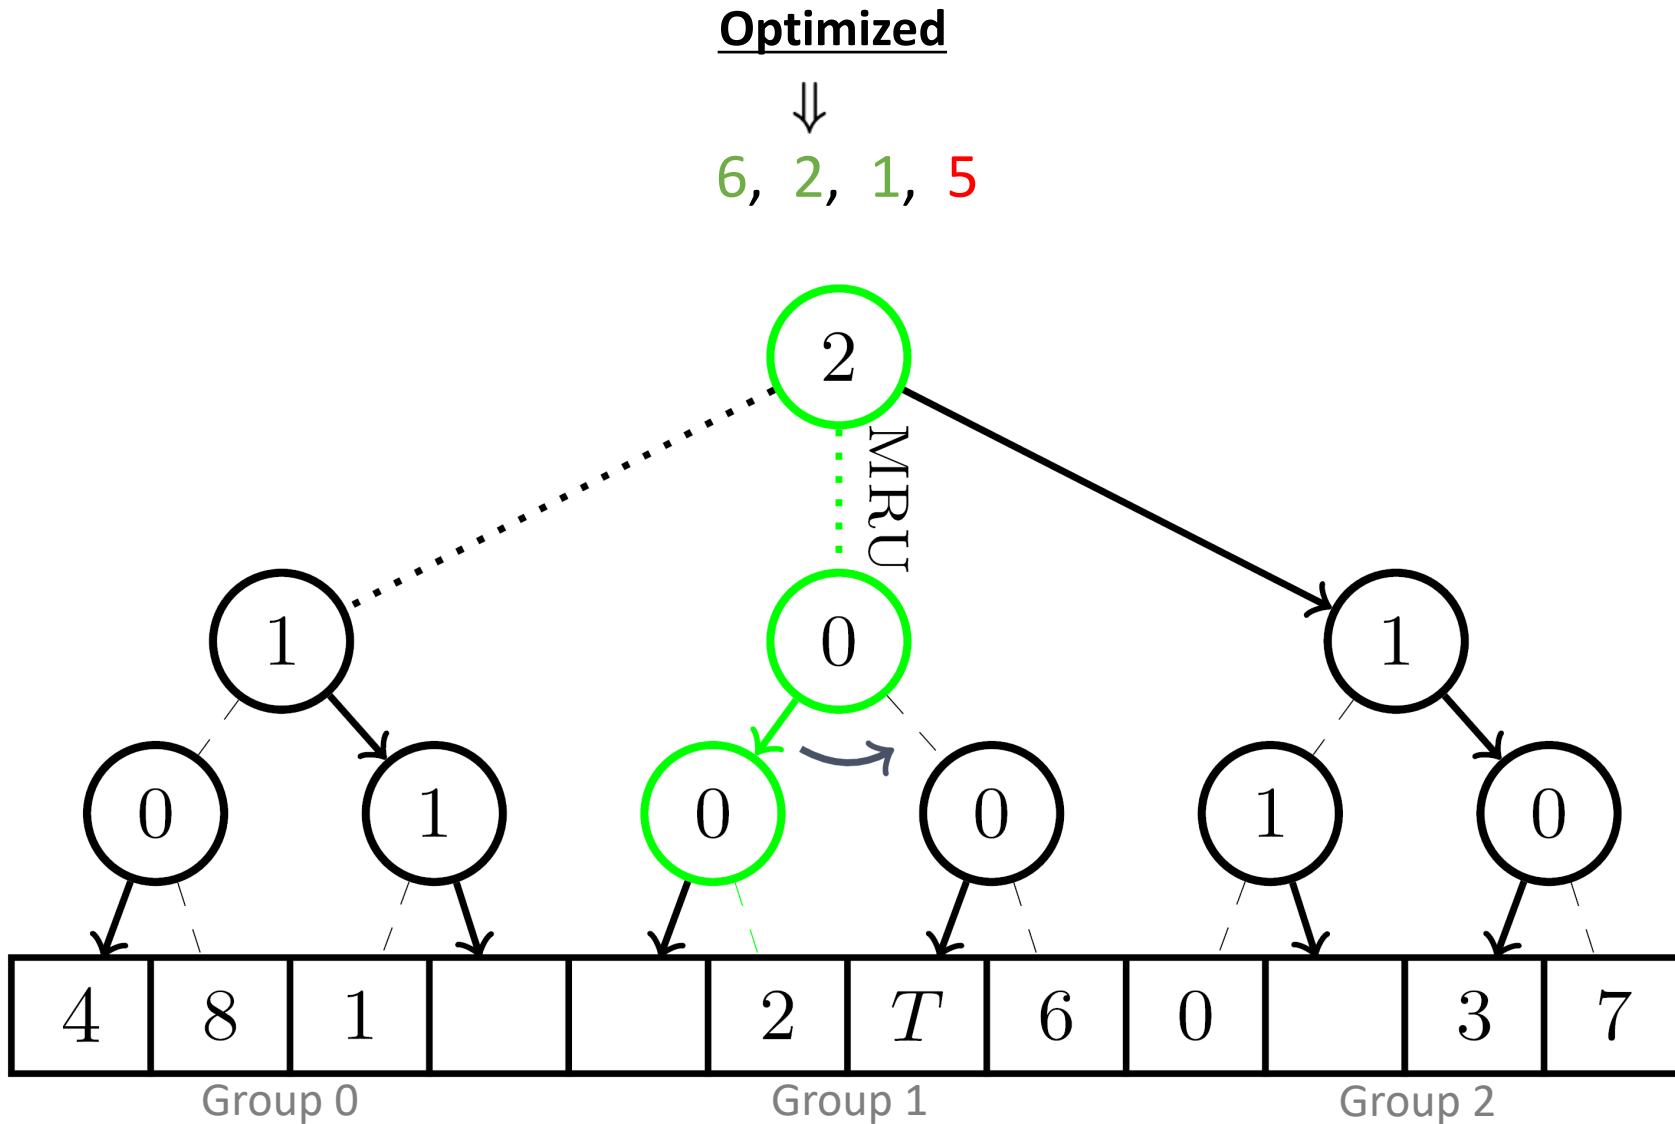 Optimized
⇓
6, 2, 1, 5
2
MRU
1 0 1
0 1 0 0 1 0
4 8 1 2 T 6 0 3 7
Group 0 Group 1 Group 2